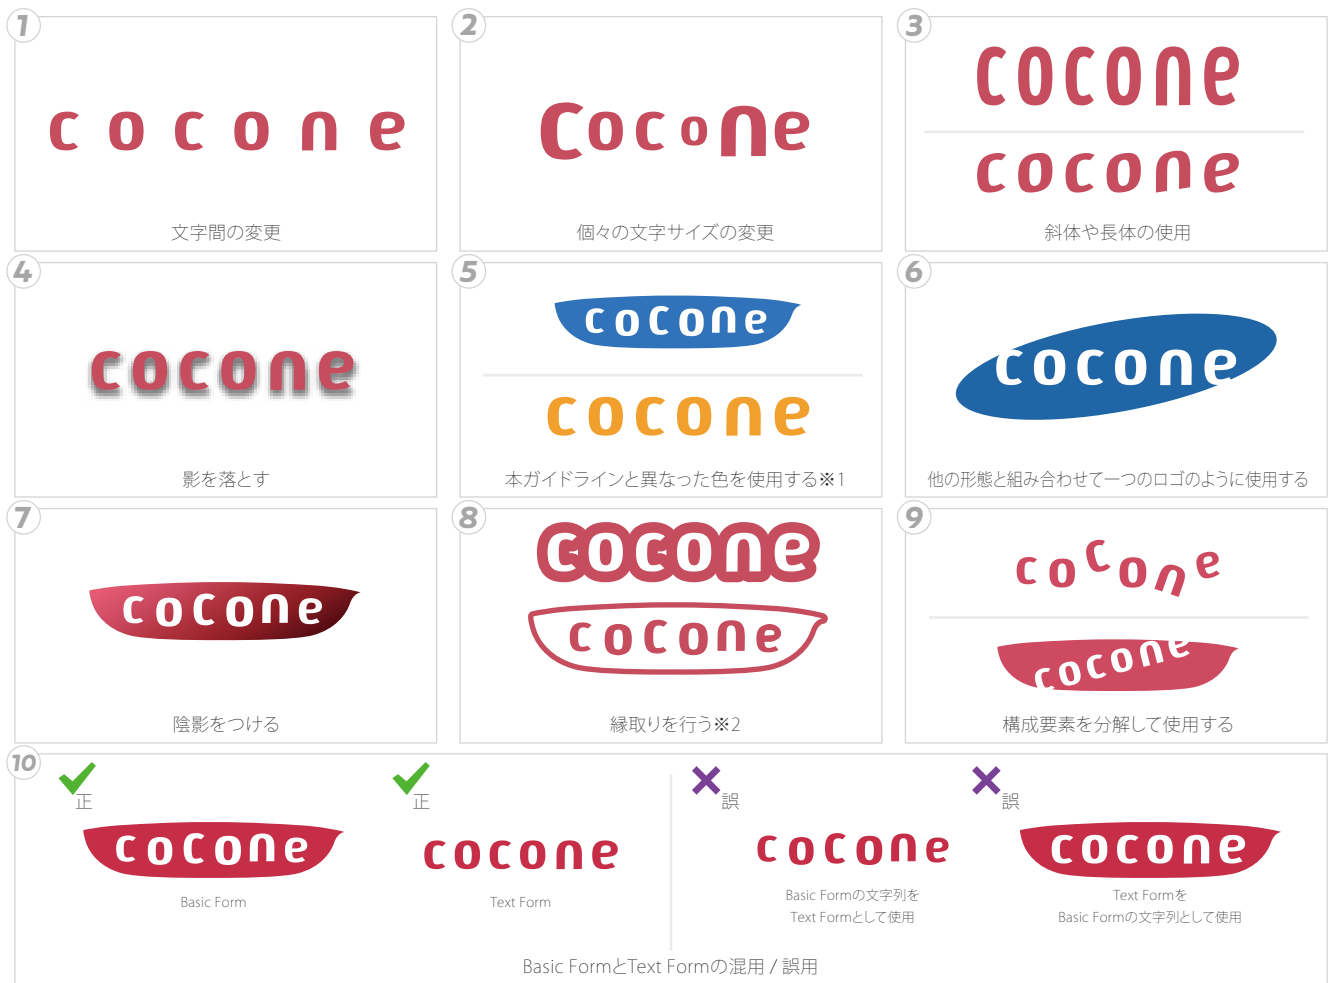 1
cocone
文字間の変更
2
cocone
個々の文字サイズの変更
3
cocone
cocone
斜体や長体の使用
4
cocone
影を落とす
5
cocone
cocone
本ガイドラインと異なった色を使用する※1
6
cocone
他の形態と組み合わせて一つのロゴのように使用する
7
cocone
陰影をつける
8
cocone
cocone
縁取りを行う※2
9
cocone
cocone
構成要素を分解して使用する
10
正
cocone
Basic Form
正
cocone
Text Form
誤
cocone
Basic Formの文字列を
Text Formとして使用
誤
cocone
Text Formを
Basic Formの文字列として使用
Basic FormとText Formの混用 / 誤用